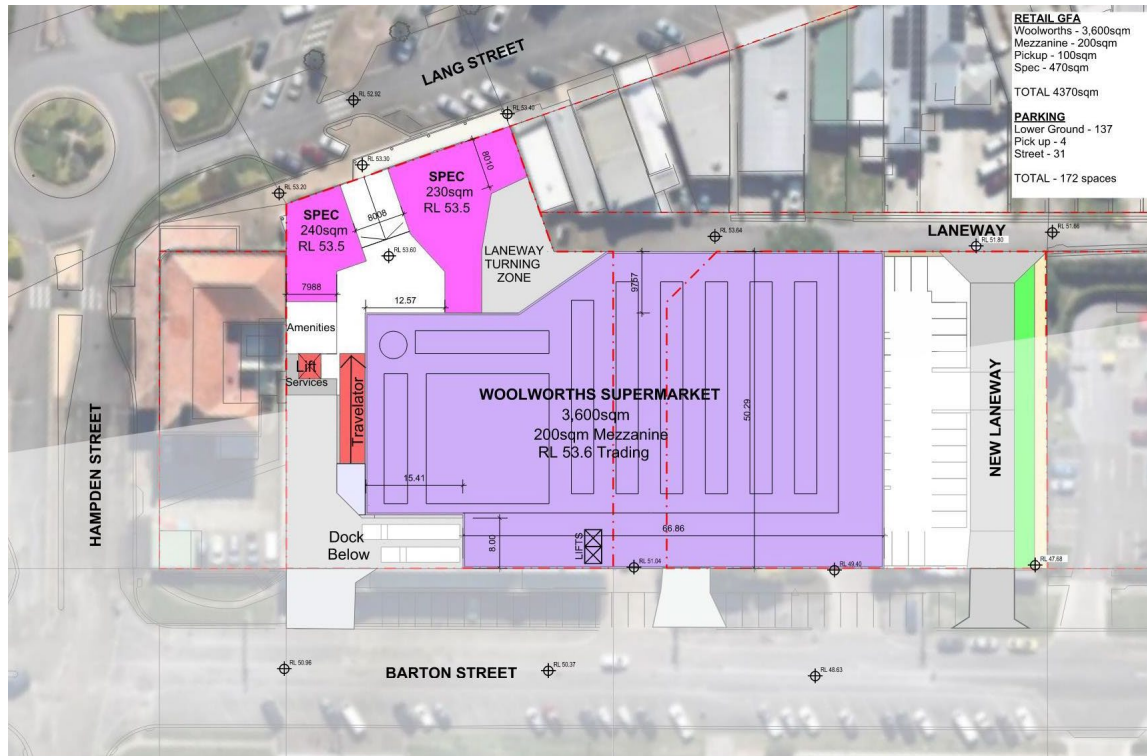 RETAIL GFA
Woolworths - 3,600sqm
Mezzanine - 200sqm
Pickup - 100sqm
Spec - 470sqm
TOTAL 4370sqm
PARKING
Lower Ground - 137
Pick up - 4
Street - 31
TOTAL - 172 spaces
LANG STREET
RL 52.92
RL 53.40
RL 53.30
RL 53.20
8010
SPEC
230sqm
RL 53.5
SPEC
240sqm
RL 53.5
8008
RL 53.60
LANEWAY
TURNING
ZONE
RL 53.64
LANEWAY
RL 51.86
RL 51.80
7988
12.57
9757
Amenities
Lift
Services
Travelator
WOOLWORTHS SUPERMARKET
3,600sqm
200sqm Mezzanine
RL 53.6 Trading
50.29
NEW LANEWAY
HAMPDEN STREET
15.41
Dock
Below
8.00
LIFTS
66.86
RL 51.04
RL 49.40
RL 47.68
RL 50.96
BARTON STREET
RL 50.37
RL 48.63